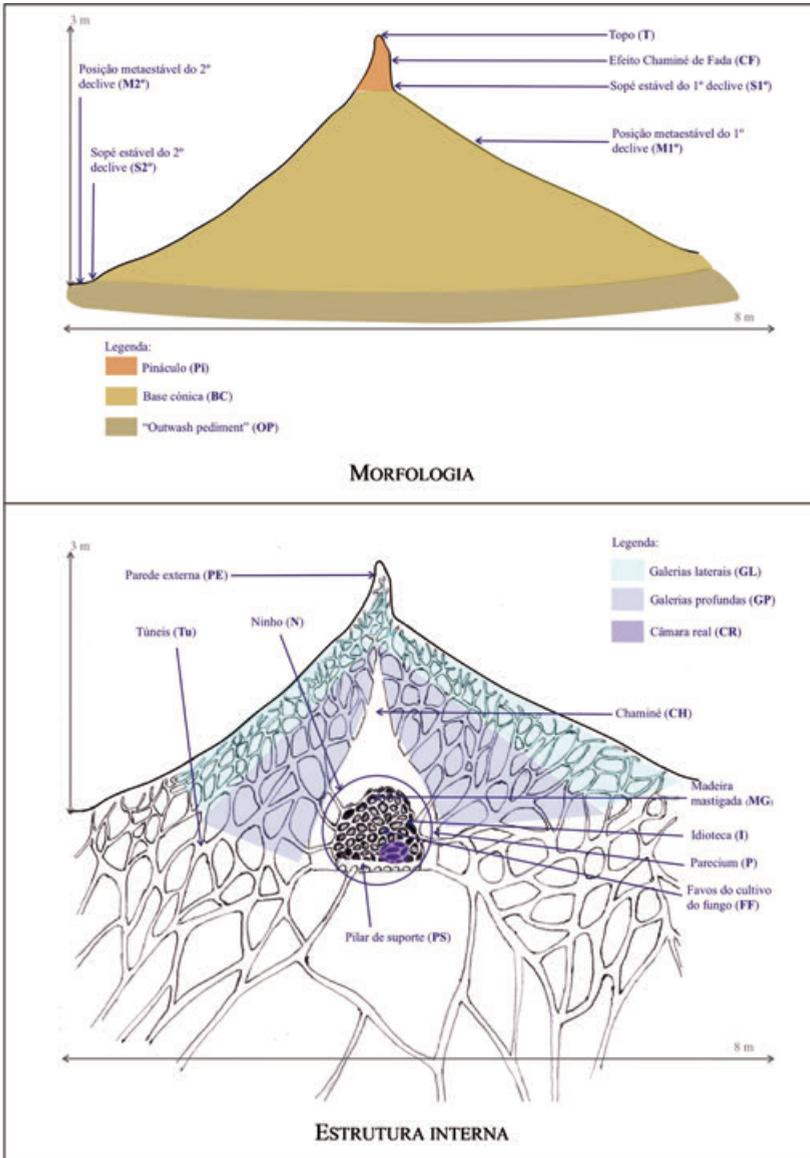 3 m
Topo (T)
Efeito Chaminé de Fada (CF)
Sopé estável do 1º declive (S1º)
Posição metaestável do 1º
declive (M1º)
Posição metaestável do 2º
declive (M2º)
Sopé estável do 2º
declive (S2º)
8 m
Legenda:
Pináculo (Pi)
Base cónica (BC)
“Outwash pediment” (OP)
MORFOLOGIA
3 m
Parede externa (PE)
Ninho (N)
Túneis (Tu)
Legenda:
Galerias laterais (GL)
Galerias profundas (GP)
Câmara real (CR)
Chaminé (CH)
Madeira
mastigada (MG)
Idioteca (I)
Parecium (P)
Favos do cultivo
do fungo (FF)
Pilar de suporte (PS)
8 m
ESTRUTURA INTERNA